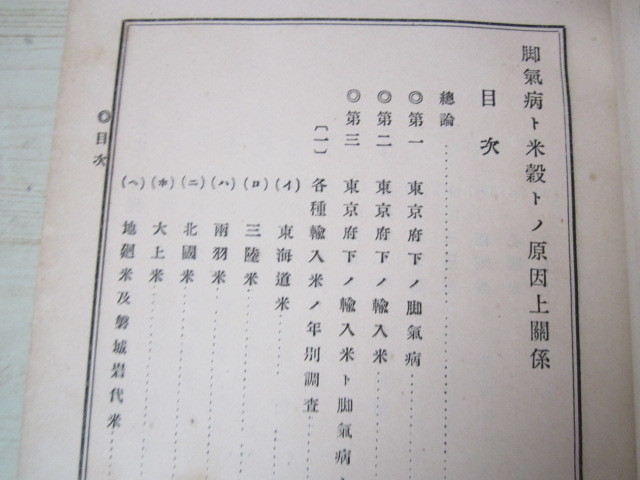 脚氣病ト米穀トノ原因上關係
目次
總論
◎第一 東京府下ノ脚氣病
◎第二 東京府下ノ輸入米
◎第三 東京府下ノ輸入米ト脚氣病ト
〔一〕 各種輸入米ノ年別調査
(イ) 東海道米
(ロ) 三陸米
(ハ) 兩羽米
(ニ) 北國米
(ホ) 大上米
(ヘ) 地廻米及磐城岩代米
◎目次